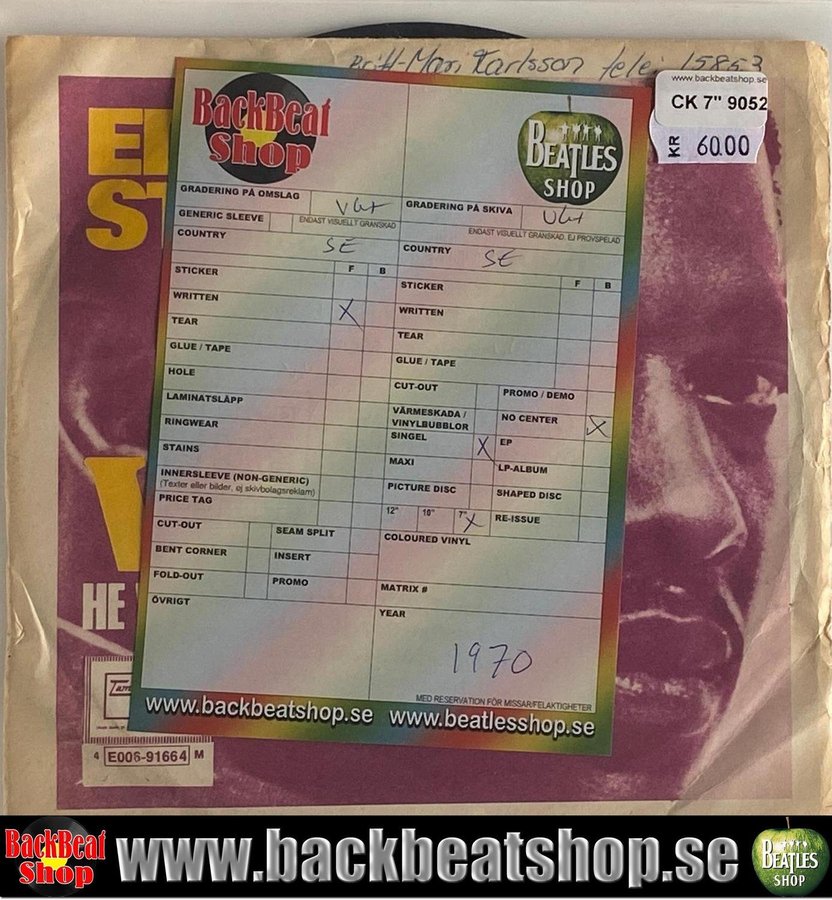 Britt-Mari Karlsson tele: 15853
www.backbeatshop.se
CK 7" 9052
KR 60.00
BackBeat
Shop
BEATLES
SHOP
GRADERING PÅ OMSLAG
GENERIC SLEEVE
ENDAST VISUELLT GRANSKAD
COUNTRY
SE
F B
STICKER
WRITTEN X
TEAR
GLUE / TAPE
HOLE
LAMINATSLÄPP
RINGWEAR
STAINS
INNERSLEEVE (NON-GENERIC)
(Texter eller bilder, ej skivbolagsreklam)
PRICE TAG
CUT-OUT SEAM SPLIT
BENT CORNER INSERT
FOLD-OUT PROMO
ÖVRIGT
GRADERING PÅ SKIVA
ENDAST VISUELLT GRANSKAD, EJ PROVSPELAD
COUNTRY
SE
F B
STICKER
WRITTEN
TEAR
GLUE / TAPE
CUT-OUT PROMO / DEMO
VÄRMESKADA / NO CENTER X
VINYLBUBBLOR
SINGEL X EP
MAXI LP-ALBUM
PICTURE DISC SHAPED DISC
12" 10" 7" X RE-ISSUE
COLOURED VINYL
MATRIX #
YEAR
1970
MED RESERVATION FÖR MISSAR/FELAKTIGHETER
www.backbeatshop.se www.beatlesshop.se
HE
4 E006-91664 M
BackBeat
Shop
www.backbeatshop.se
BEATLES
SHOP